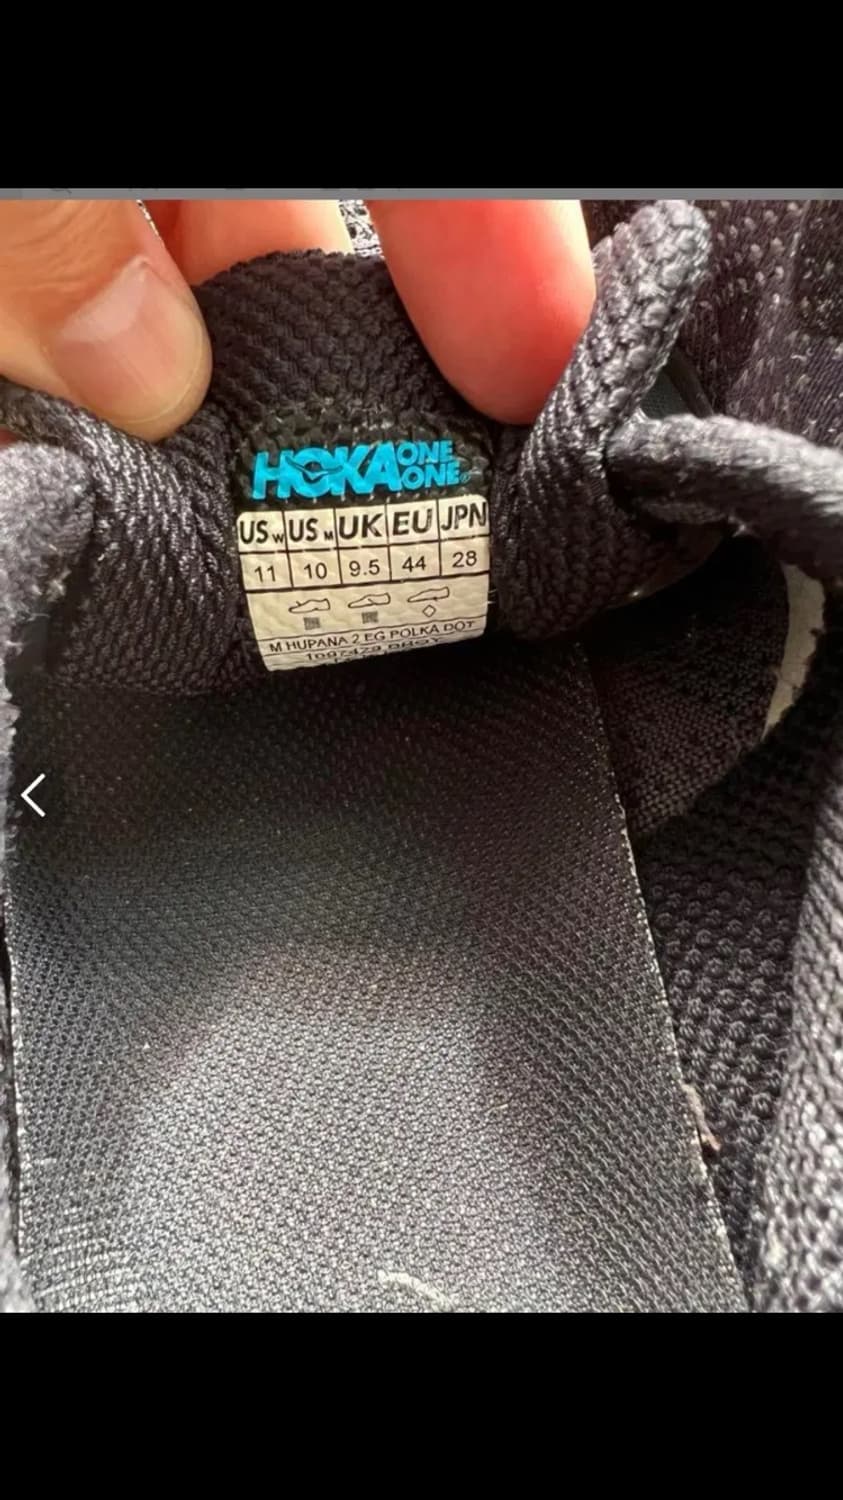 HOKA ONE ONE
US W US M UK EU JPN
11 10 9.5 44 28
M HUPANA 2 EG POLKA DOT